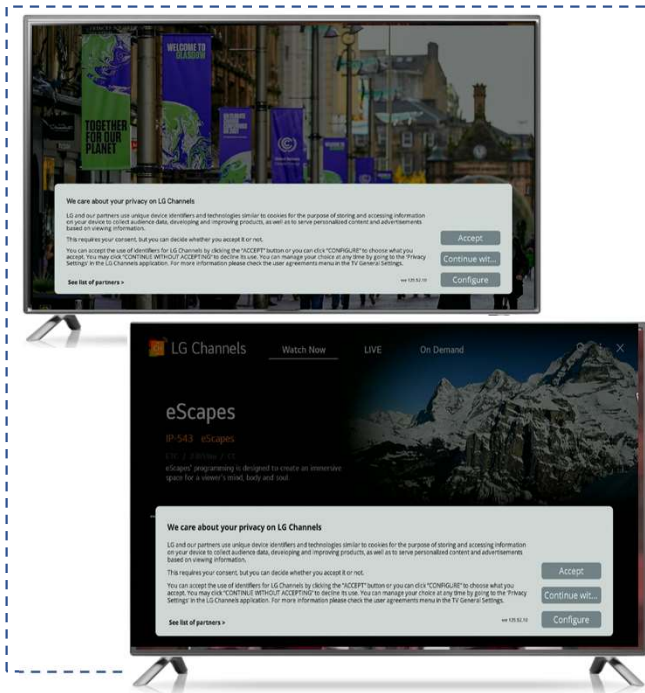 WELCOME TO
GLASGOW
TOGETHER
FOR OUR
PLANET
We care about your privacy on LG Channels
LG and our partners use unique device identifiers and technologies similar to cookies for the purpose of storing and accessing information
on your device to collect audience data, developing and improving products, as well as to serve personalized content and advertisements
based on viewing information.
This requires your consent, but you can decide whether you accept it or not.
You can accept the use of identifiers for LG Channels by clicking the "ACCEPT" button or you can click "CONFIGURE" to choose what you
accept. You may click "CONTINUE WITHOUT ACCEPTING" to decline its use. You can manage your choice at any time by going to the 'Privacy
Settings' in the LG Channels application. For more information please check the user agreements menu in the TV General Settings.
See list of partners >
Accept
Continue wit...
Configure
LG Channels
Watch Now
LIVE
On Demand
eScapes
IP-543 eScapes
eScapes' programming is designed to create an immersive
space for a viewer's mind, body and soul.
We care about your privacy on LG Channels
LG and our partners use unique device identifiers and technologies similar to cookies for the purpose of storing and accessing information
on your device to collect audience data, developing and improving products, as well as to serve personalized content and advertisements
based on viewing information.
This requires your consent, but you can decide whether you accept it or not.
You can accept the use of identifiers for LG Channels by clicking the "ACCEPT" button or you can click "CONFIGURE" to choose what you
accept. You may click "CONTINUE WITHOUT ACCEPTING" to decline its use. You can manage your choice at any time by going to the 'Privacy
Settings' in the LG Channels application. For more information please check the user agreements menu in the TV General Settings.
See list of partners >
Accept
Continue wit...
Configure